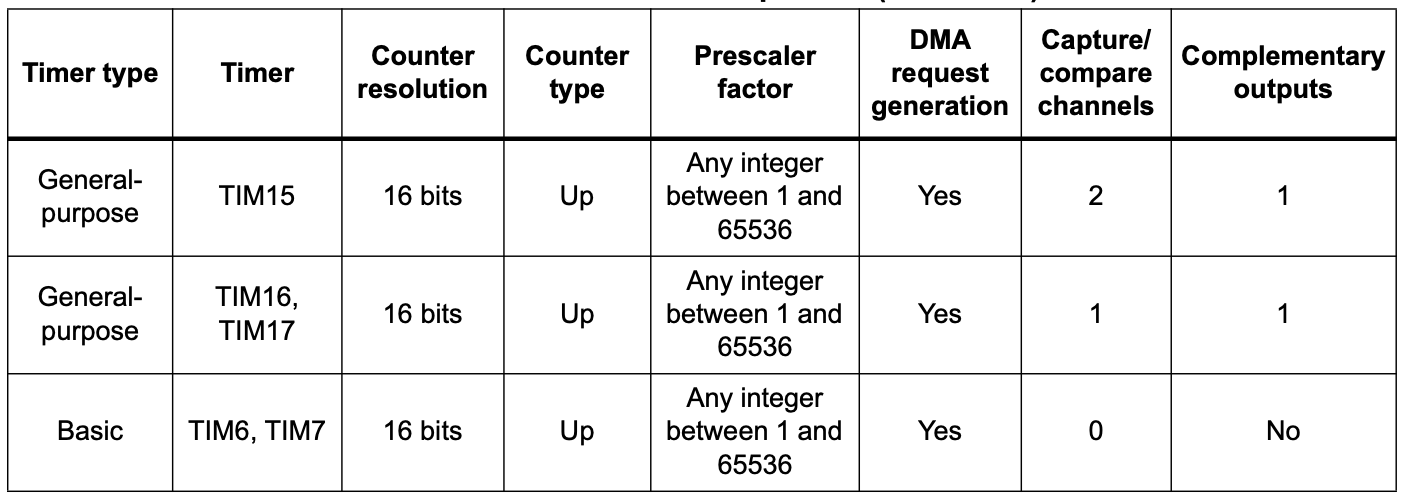 Timer type
Timer
Counter
resolution
Counter
type
Prescaler
factor
DMA
request
generation
Capture/
compare
channels
Complementary
outputs
General-
purpose
TIM15
16 bits
Up
Any integer
between 1 and
65536
Yes
2
1
General-
purpose
TIM16,
TIM17
16 bits
Up
Any integer
between 1 and
65536
Yes
1
1
Basic
TIM6, TIM7
16 bits
Up
Any integer
between 1 and
65536
Yes
0
No